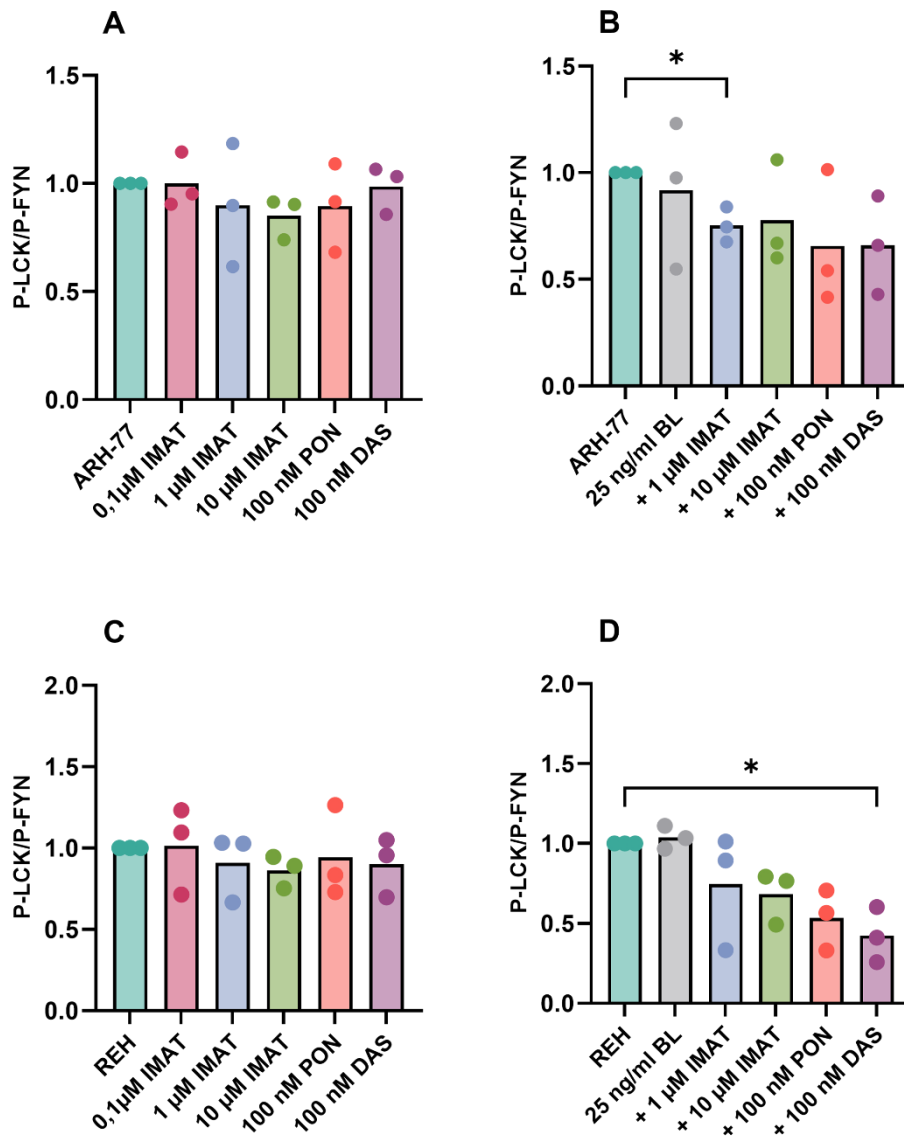 A
P-LCK/P-FYN
1.5
1.0
0.5
0.0
ARH-77
0,1µM IMAT
1 µM IMAT
10 µM IMAT
100 nM PON
100 nM DAS
B
P-LCK/P-FYN
1.5
1.0
0.5
0.0
*
ARH-77
25 ng/ml BL
+ 1 µM IMAT
+ 10 µM IMAT
+ 100 nM PON
+ 100 nM DAS
C
P-LCK/P-FYN
2.0
1.5
1.0
0.5
0.0
REH
0,1µM IMAT
1 µM IMAT
10 µM IMAT
100 nM PON
100 nM DAS
D
P-LCK/P-FYN
2.0
1.5
1.0
0.5
0.0
*
REH
25 ng/ml BL
+ 1 µM IMAT
+ 10 µM IMAT
+ 100 nM PON
+ 100 nM DAS